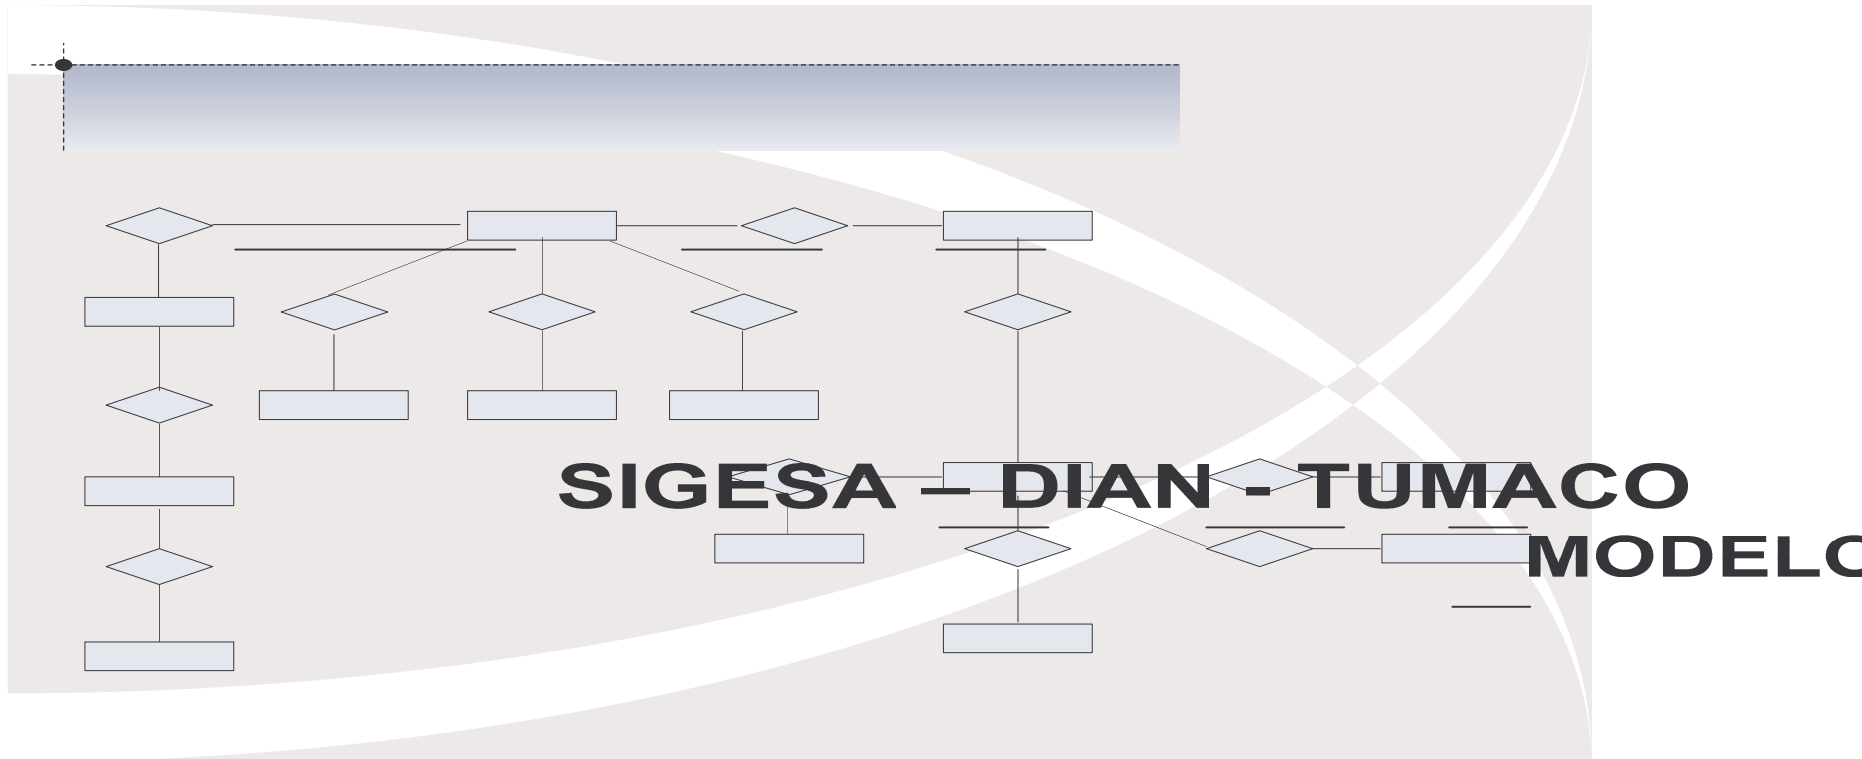 SIGESA – DIAN - TUMACO
MODELO